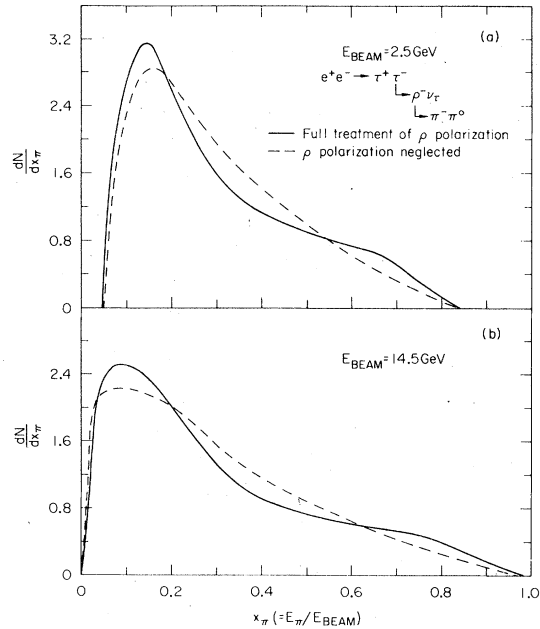 (a)
E_BEAM = 2.5 GeV
e⁺e⁻ → τ⁺ τ⁻
↳ ρ⁻ν_τ
↳ π⁻π⁰
Full treatment of ρ polarization
ρ polarization neglected
3.2
2.4
1.6
0.8
0
dN
dx_π
(b)
E_BEAM = 14.5 GeV
2.4
1.6
0.8
0
dN
dx_π
0 0.2 0.4 0.6 0.8 1.0
x_π (= E_π / E_BEAM)